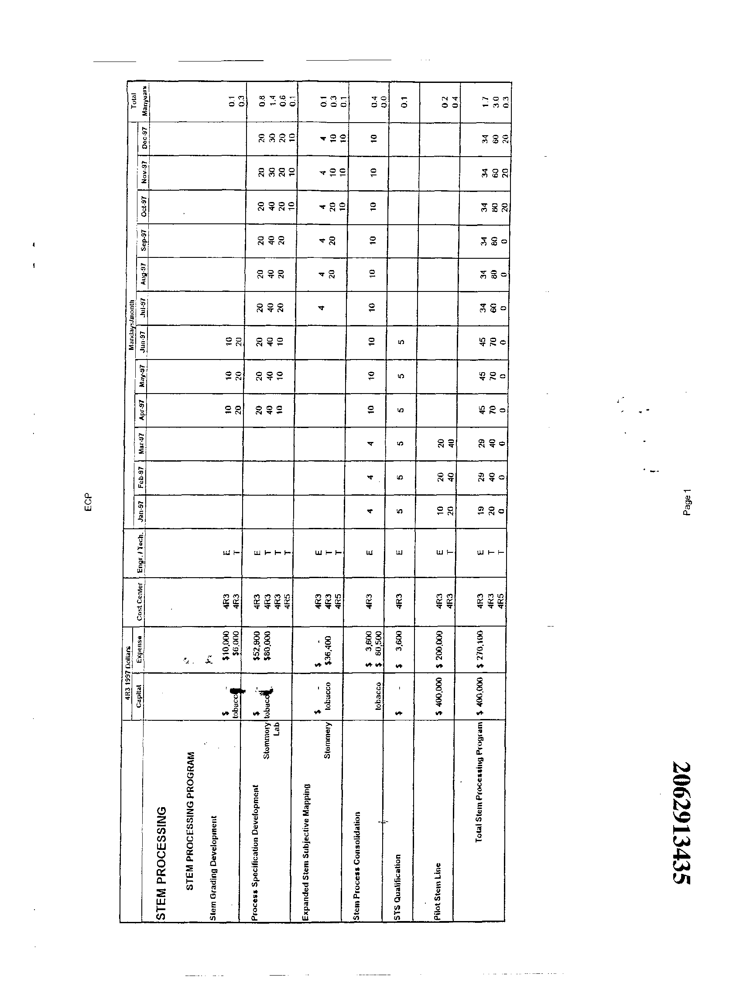 ECP
4R3 1997 Dollars Mandays/month Total
Capital Expense Cost Center Engr. / Tech. Jan-97 Feb-97 Mar-97 Apr-97 May-97 Jun-97 Jul-97 Aug-97 Sep-97 Oct-97 Nov-97 Dec-97 Manyears
STEM PROCESSING
STEM PROCESSING PROGRAM
Stem Grading Development
$ - $10,000 4R3 E 10 10 10 0.1
tobacco $6,000 4R3 T 20 20 20 0.3
Process Specification Development
$ - $52,900 4R3 E 20 20 20 20 20 20 20 20 20 0.8
Stemmery tobacco $80,000 4R3 T 40 40 40 40 40 40 40 30 30 1.4
Lab 4R3 T 10 10 10 20 20 20 20 20 20 0.6
4R5 T 10 10 10 0.1
Expanded Stem Subjective Mapping
$ - $ - 4R3 E 4 4 4 4 4 4 0.1
Stemmery tobacco $36,400 4R3 T 20 20 20 10 10 0.3
4R5 T 10 10 10 0.1
Stem Process Consolidation
$ 3,600 4R3 E 4 4 4 10 10 10 10 10 10 10 10 10 0.4
tobacco $ 60,500 0.0
STS Qualification $ - $ 3,600 4R3 E 5 5 5 5 5 5 0.1
Pilot Stem Line $ 400,000 $ 200,000 4R3 E 10 20 20 0.2
4R3 T 20 40 40 0.4
Total Stem Processing Program $ 400,000 $ 270,100 4R3 E 19 29 29 45 45 45 34 34 34 34 34 34 1.7
4R3 T 20 40 40 70 70 70 60 80 80 80 60 60 3.0
4R5 T 0 0 0 0 0 0 0 0 0 20 20 20 0.3
Page 1
2062913435